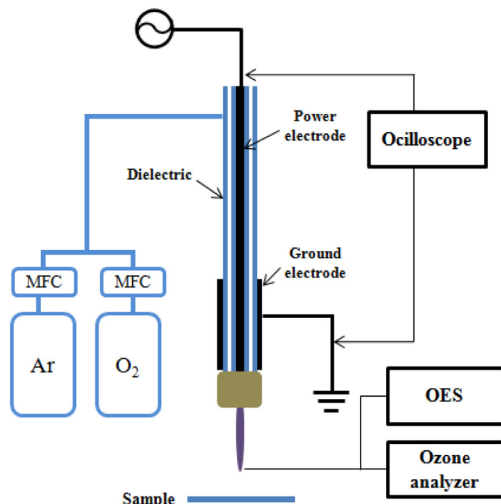 Power
electrode
Ocilloscope
Dielectric
Ground
electrode
MFC
MFC
Ar
O₂
OES
Ozone
analyzer
Sample